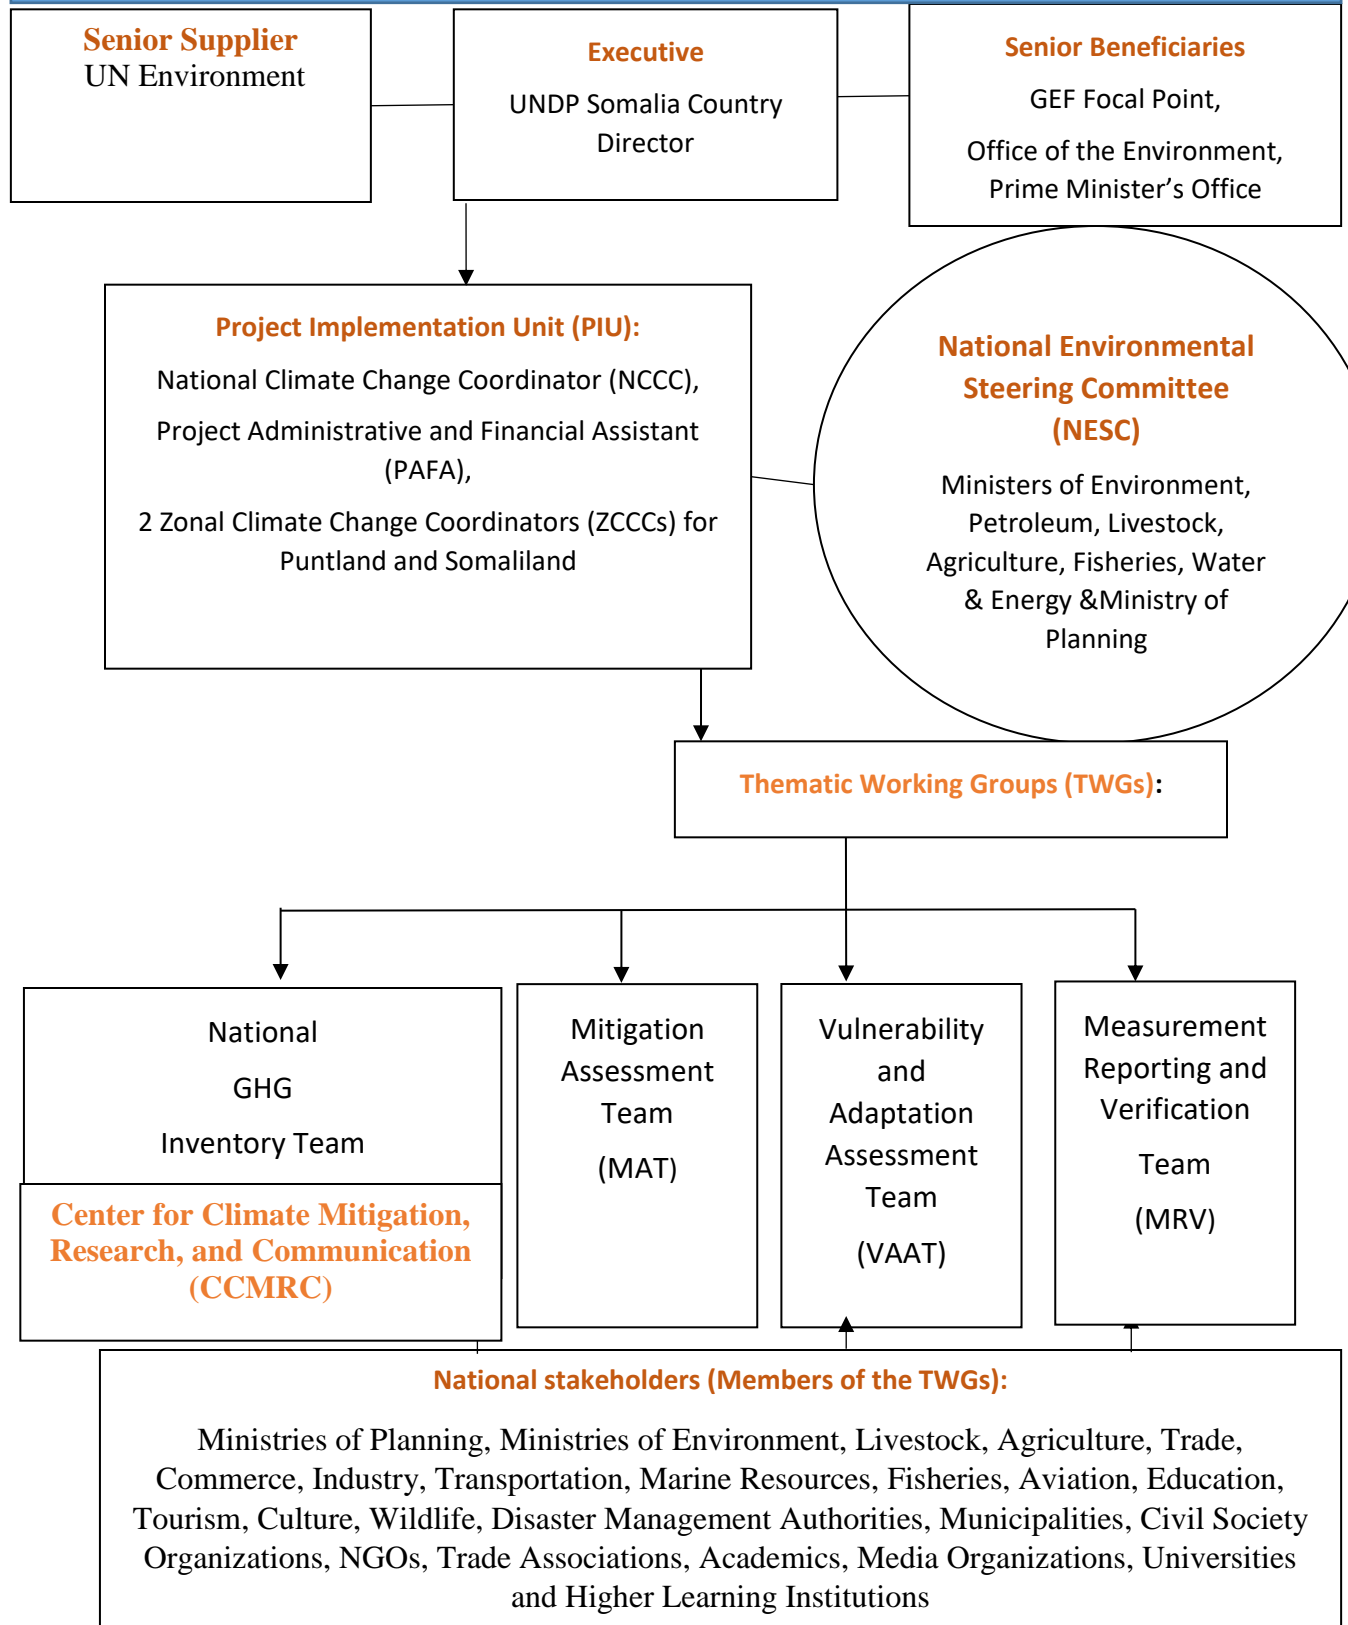 Senior Supplier
UN Environment
Executive
UNDP Somalia Country
Director
Senior Beneficiaries
GEF Focal Point,
Office of the Environment,
Prime Minister’s Office
Project Implementation Unit (PIU):
National Climate Change Coordinator (NCCC),
Project Administrative and Financial Assistant
(PAFA),
2 Zonal Climate Change Coordinators (ZCCCs) for
Puntland and Somaliland
National Environmental
Steering Committee
(NESC)
Ministers of Environment,
Petroleum, Livestock,
Agriculture, Fisheries, Water
& Energy &Ministry of
Planning
Thematic Working Groups (TWGs):
National
GHG
Inventory Team
Center for Climate Mitigation,
Research, and Communication
(CCMRC)
Mitigation
Assessment
Team
(MAT)
Vulnerability
and
Adaptation
Assessment
Team
(VAAT)
Measurement
Reporting and
Verification
Team
(MRV)
National stakeholders (Members of the TWGs):
Ministries of Planning, Ministries of Environment, Livestock, Agriculture, Trade,
Commerce, Industry, Transportation, Marine Resources, Fisheries, Aviation, Education,
Tourism, Culture, Wildlife, Disaster Management Authorities, Municipalities, Civil Society
Organizations, NGOs, Trade Associations, Academics, Media Organizations, Universities
and Higher Learning Institutions